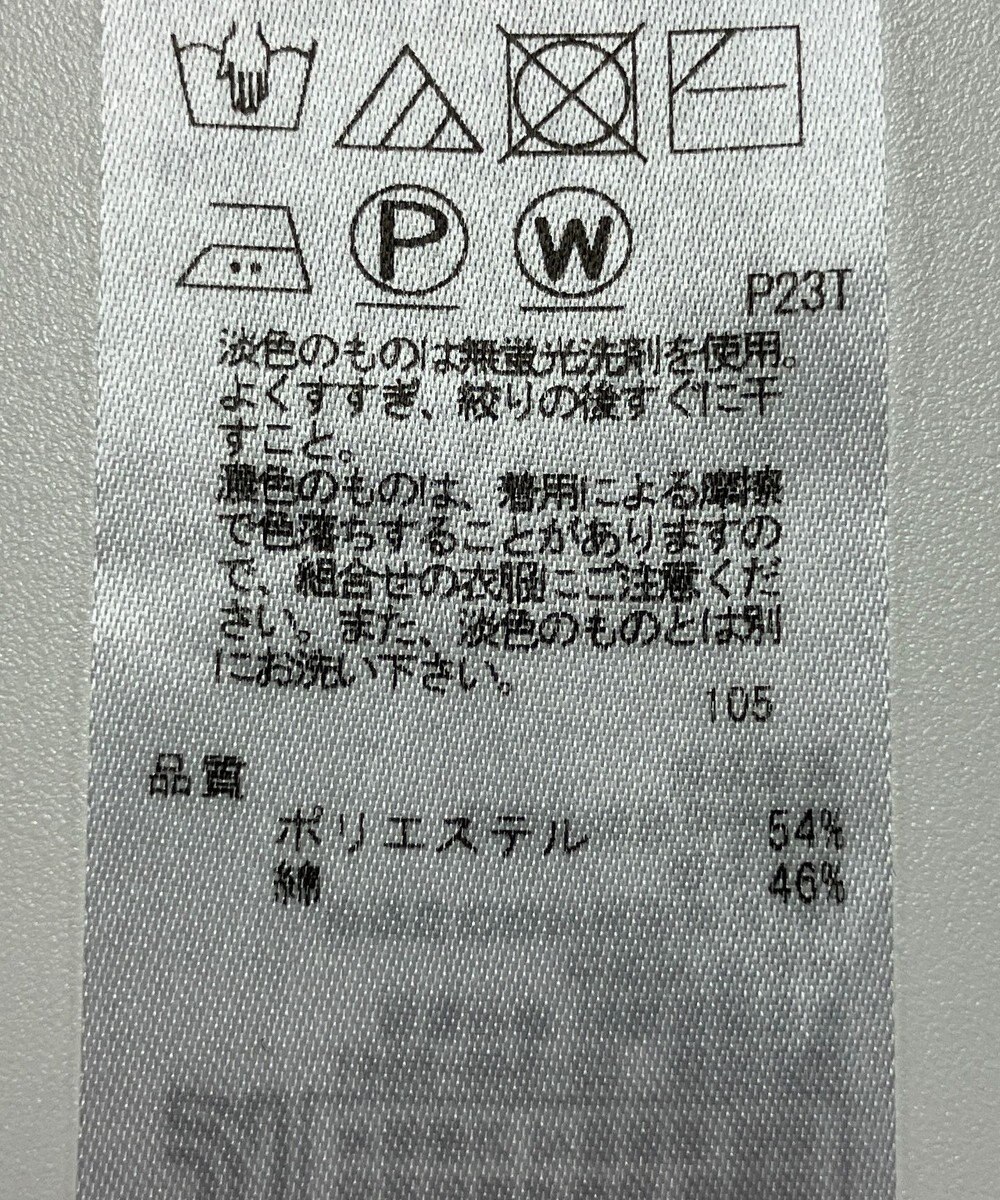 P W
P23T
淡色のものは無蛍光洗剤を使用。
よくすすぎ、絞りの後すぐに干
すこと。
濃色のものは、着用による摩擦
で色落ちすることがありますの
で、組合せの衣服にご注意くだ
さい。また、淡色のものとは別
にお洗い下さい。
105
品質
ポリエステル 54%
綿 46%